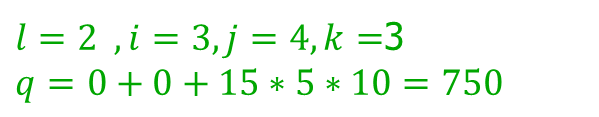 l = 2 ,i = 3,j = 4,k =3
q = 0 + 0 + 15 * 5 * 10 = 750